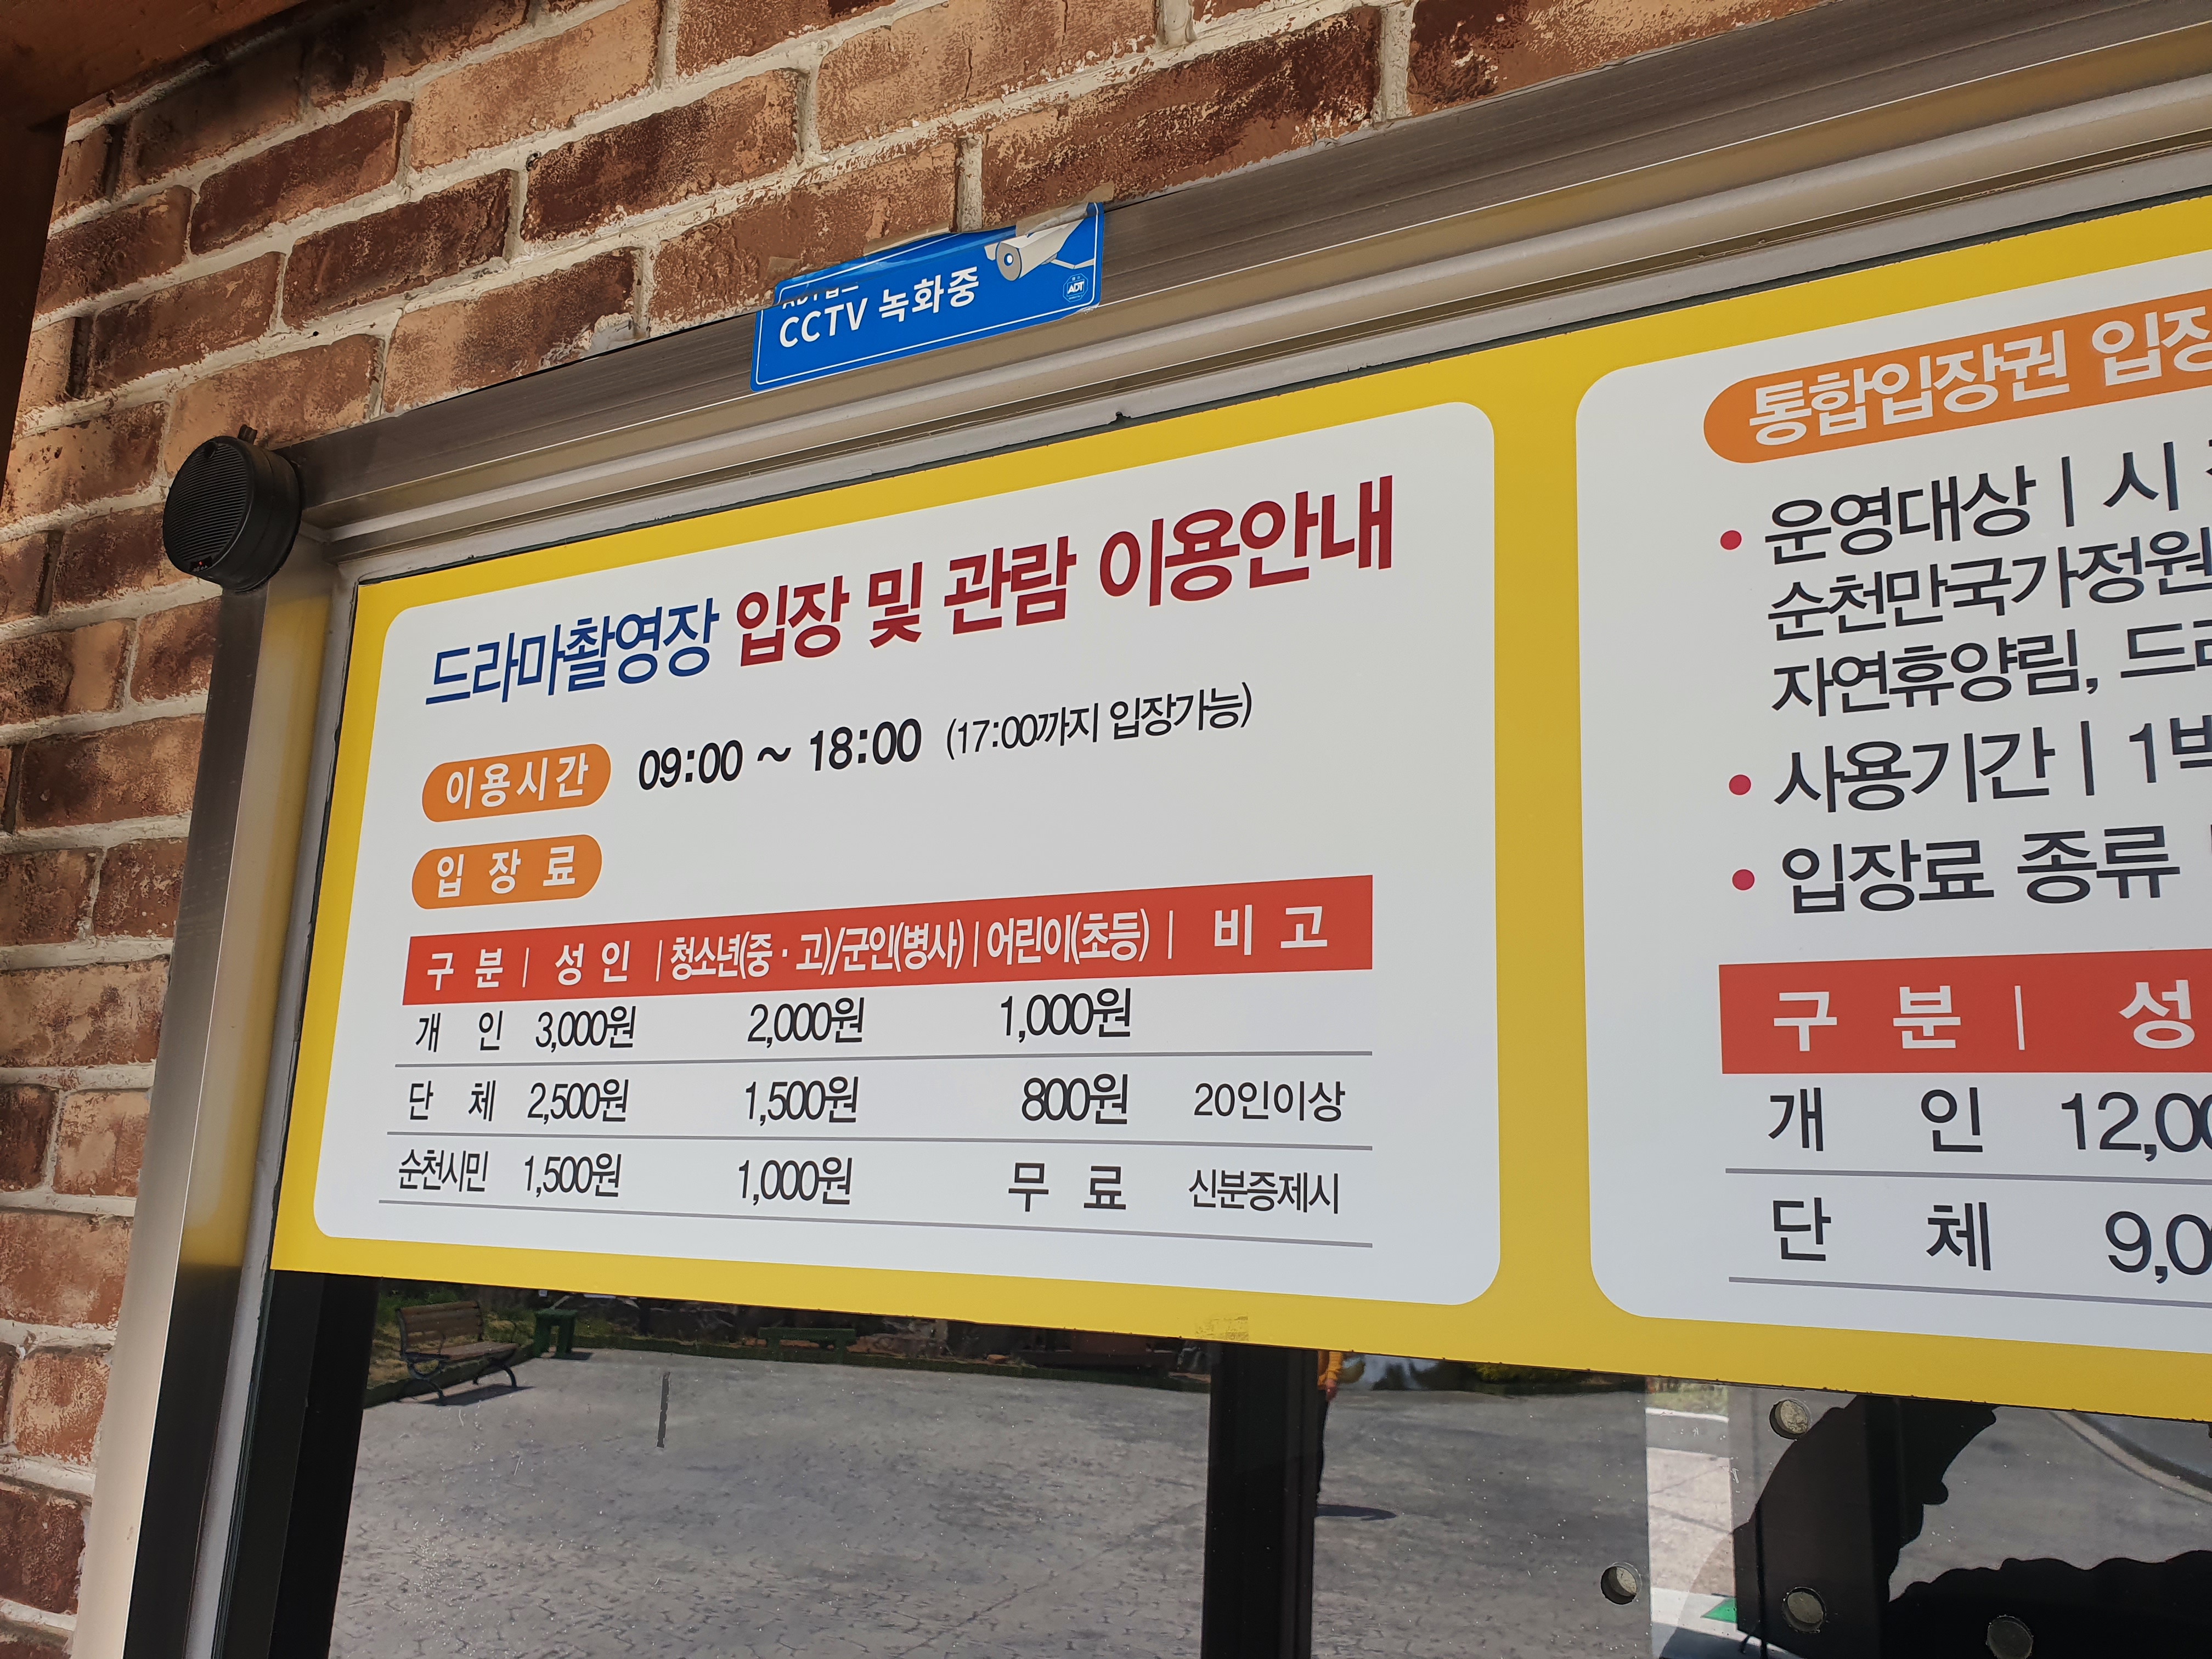 CCTV 녹화중
ADT
드라마촬영장 입장 및 관람 이용안내
이용시간 09:00 ~ 18:00 (17:00까지 입장가능)
입 장 료
구 분 | 성 인 | 청소년(중·고)/군인(병사) | 어린이(초등) | 비 고
개 인 3,000원 2,000원 1,000원
단 체 2,500원 1,500원 800원 20인이상
순천시민 1,500원 1,000원 무 료 신분증제시
통합입장권 입장
• 운영대상 | 시
순천만국가정원
자연휴양림, 드라
• 사용기간 | 1박
• 입장료 종류
구 분 | 성
개 인 12,00
단 체 9,0